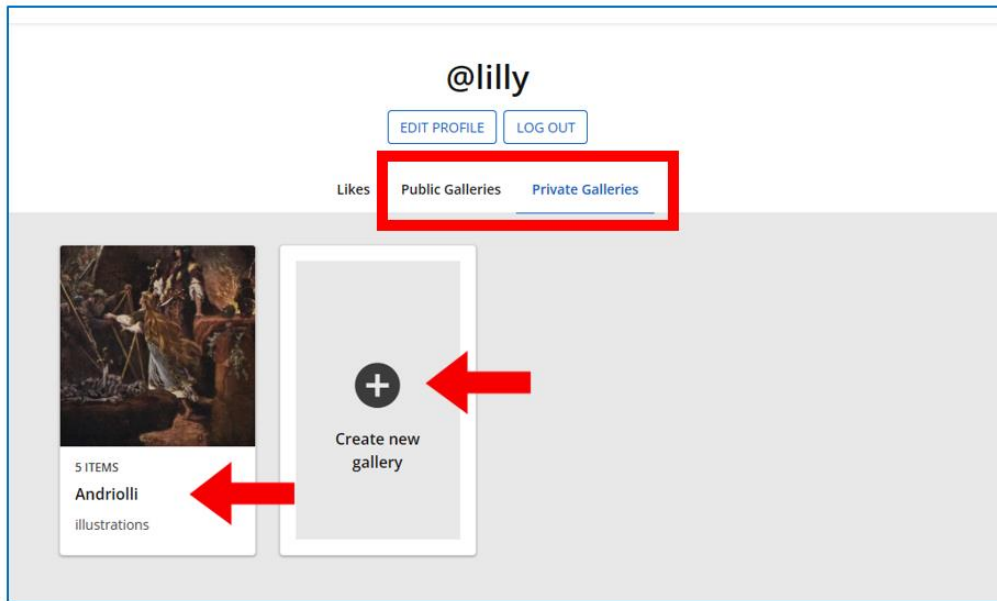 @lilly
EDIT PROFILE LOG OUT
Likes Public Galleries Private Galleries
5 ITEMS
Andriolli
illustrations
Create new
gallery